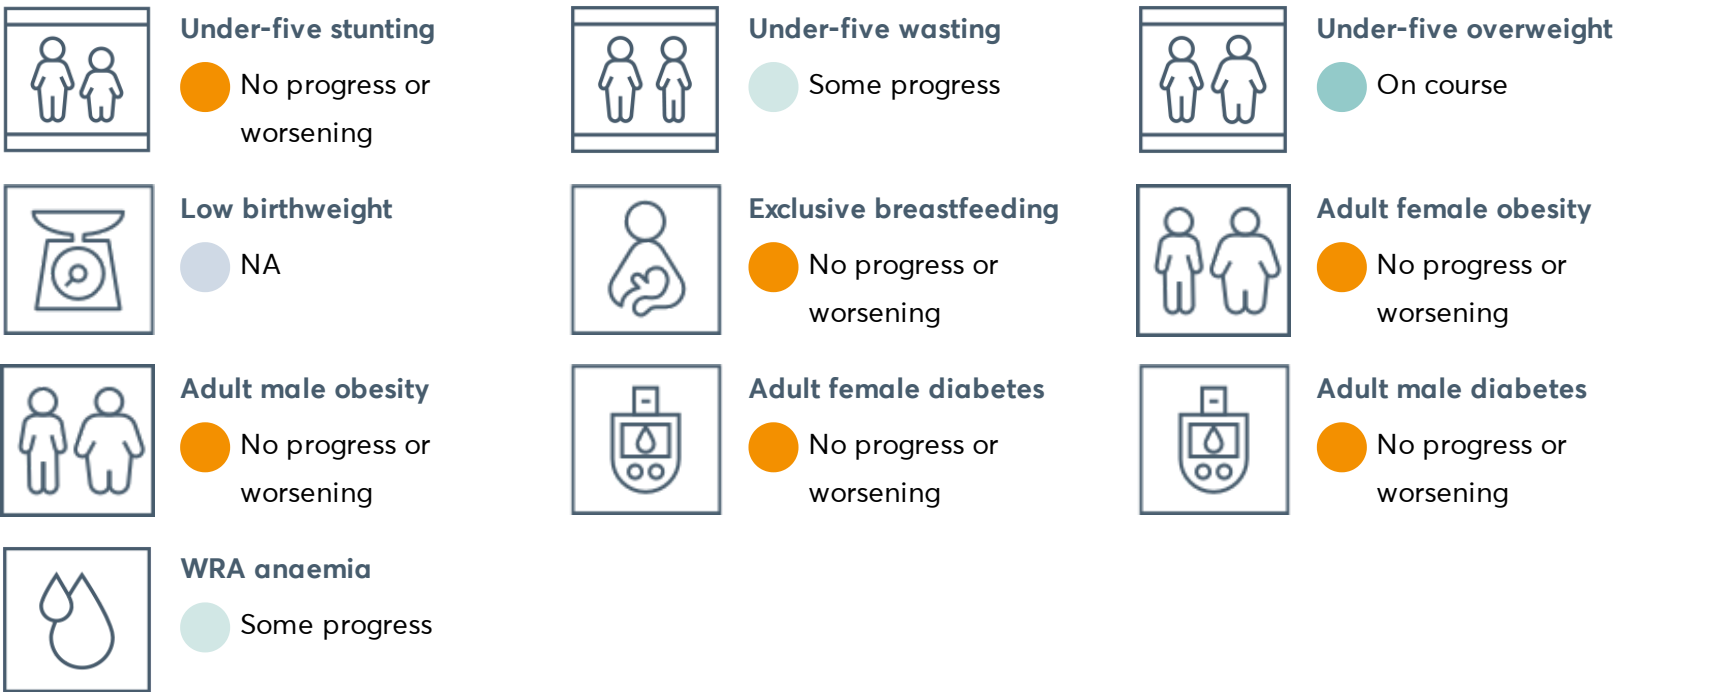 Under-five stunting
No progress or
worsening
Under-five wasting
Some progress
Under-five overweight
On course
Low birthweight
NA
Exclusive breastfeeding
No progress or
worsening
Adult female obesity
No progress or
worsening
Adult male obesity
No progress or
worsening
Adult female diabetes
No progress or
worsening
Adult male diabetes
No progress or
worsening
WRA anaemia
Some progress